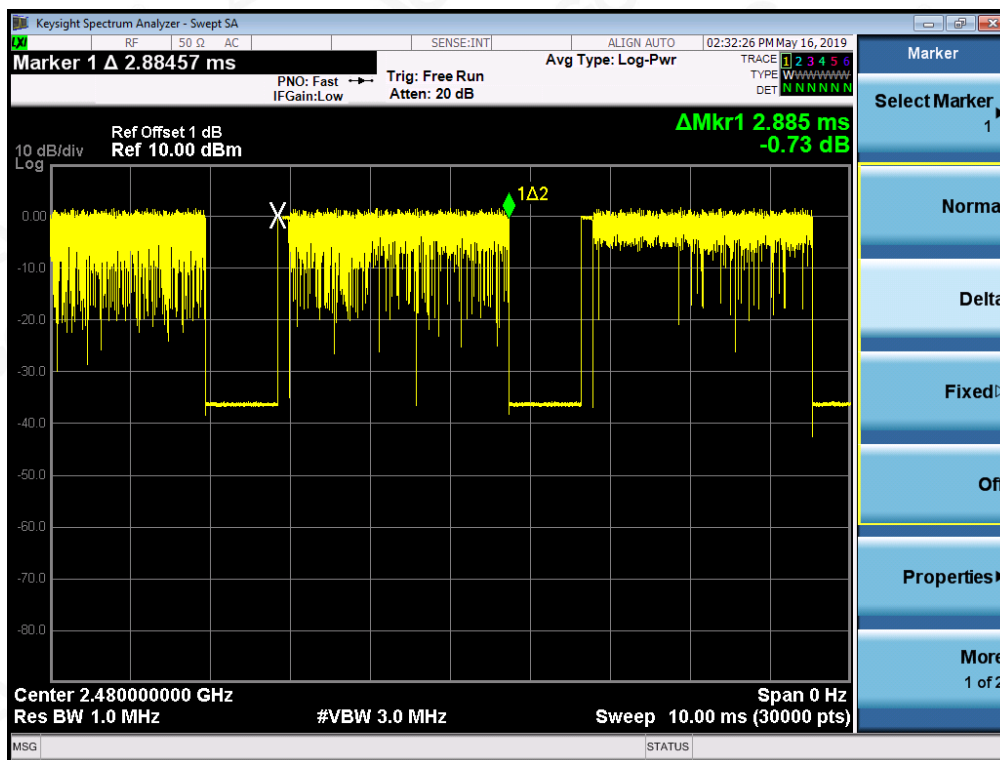 Keysight Spectrum Analyzer - Swept SA
LXI
RF 50 Ω AC SENSE:INT ALIGN AUTO 02:32:26 PM May 16, 2019
Marker 1 Δ 2.88457 ms
PNO: Fast
IFGain:Low
Trig: Free Run
Atten: 20 dB
Avg Type: Log-Pwr
TRACE 1 2 3 4 5 6
TYPE WWWWWWW
DET N N N N N N
ΔMkr1 2.885 ms
-0.73 dB
Ref Offset 1 dB
10 dB/div Ref 10.00 dBm
Log
1Δ2
X
0.00
-10.0
-20.0
-30.0
-40.0
-50.0
-60.0
-70.0
-80.0
Center 2.480000000 GHz
Span 0 Hz
Res BW 1.0 MHz
#VBW 3.0 MHz
Sweep 10.00 ms (30000 pts)
MSG
STATUS
Marker
Select Marker
1
Norma
Delta
Fixed
Off
Properties
More
1 of 2